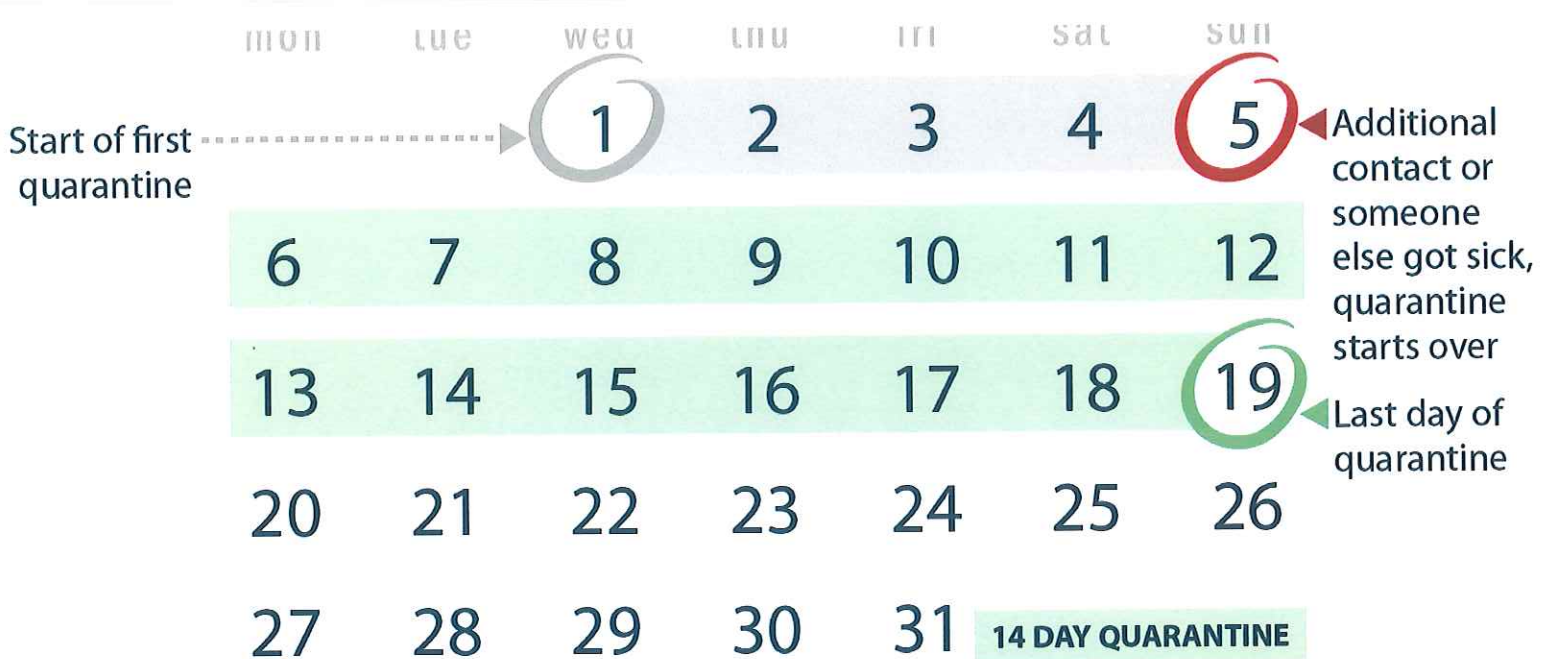 mon tue wed thu fri sat sun
Start of first
quarantine
1 2 3 4 5
Additional
contact or
someone
else got sick,
quarantine
starts over
6 7 8 9 10 11 12
13 14 15 16 17 18 19
Last day of
quarantine
20 21 22 23 24 25 26
27 28 29 30 31
14 DAY QUARANTINE